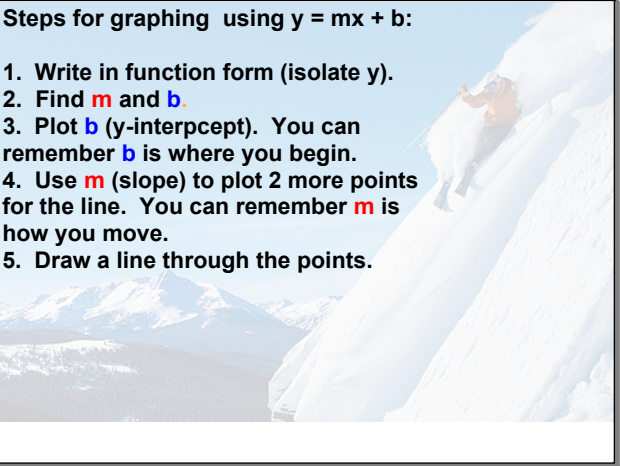 Steps for graphing using y = mx + b:
1. Write in function form (isolate y).
2. Find m and b.
3. Plot b (y-interpcept). You can
remember b is where you begin.
4. Use m (slope) to plot 2 more points
for the line. You can remember m is
how you move.
5. Draw a line through the points.